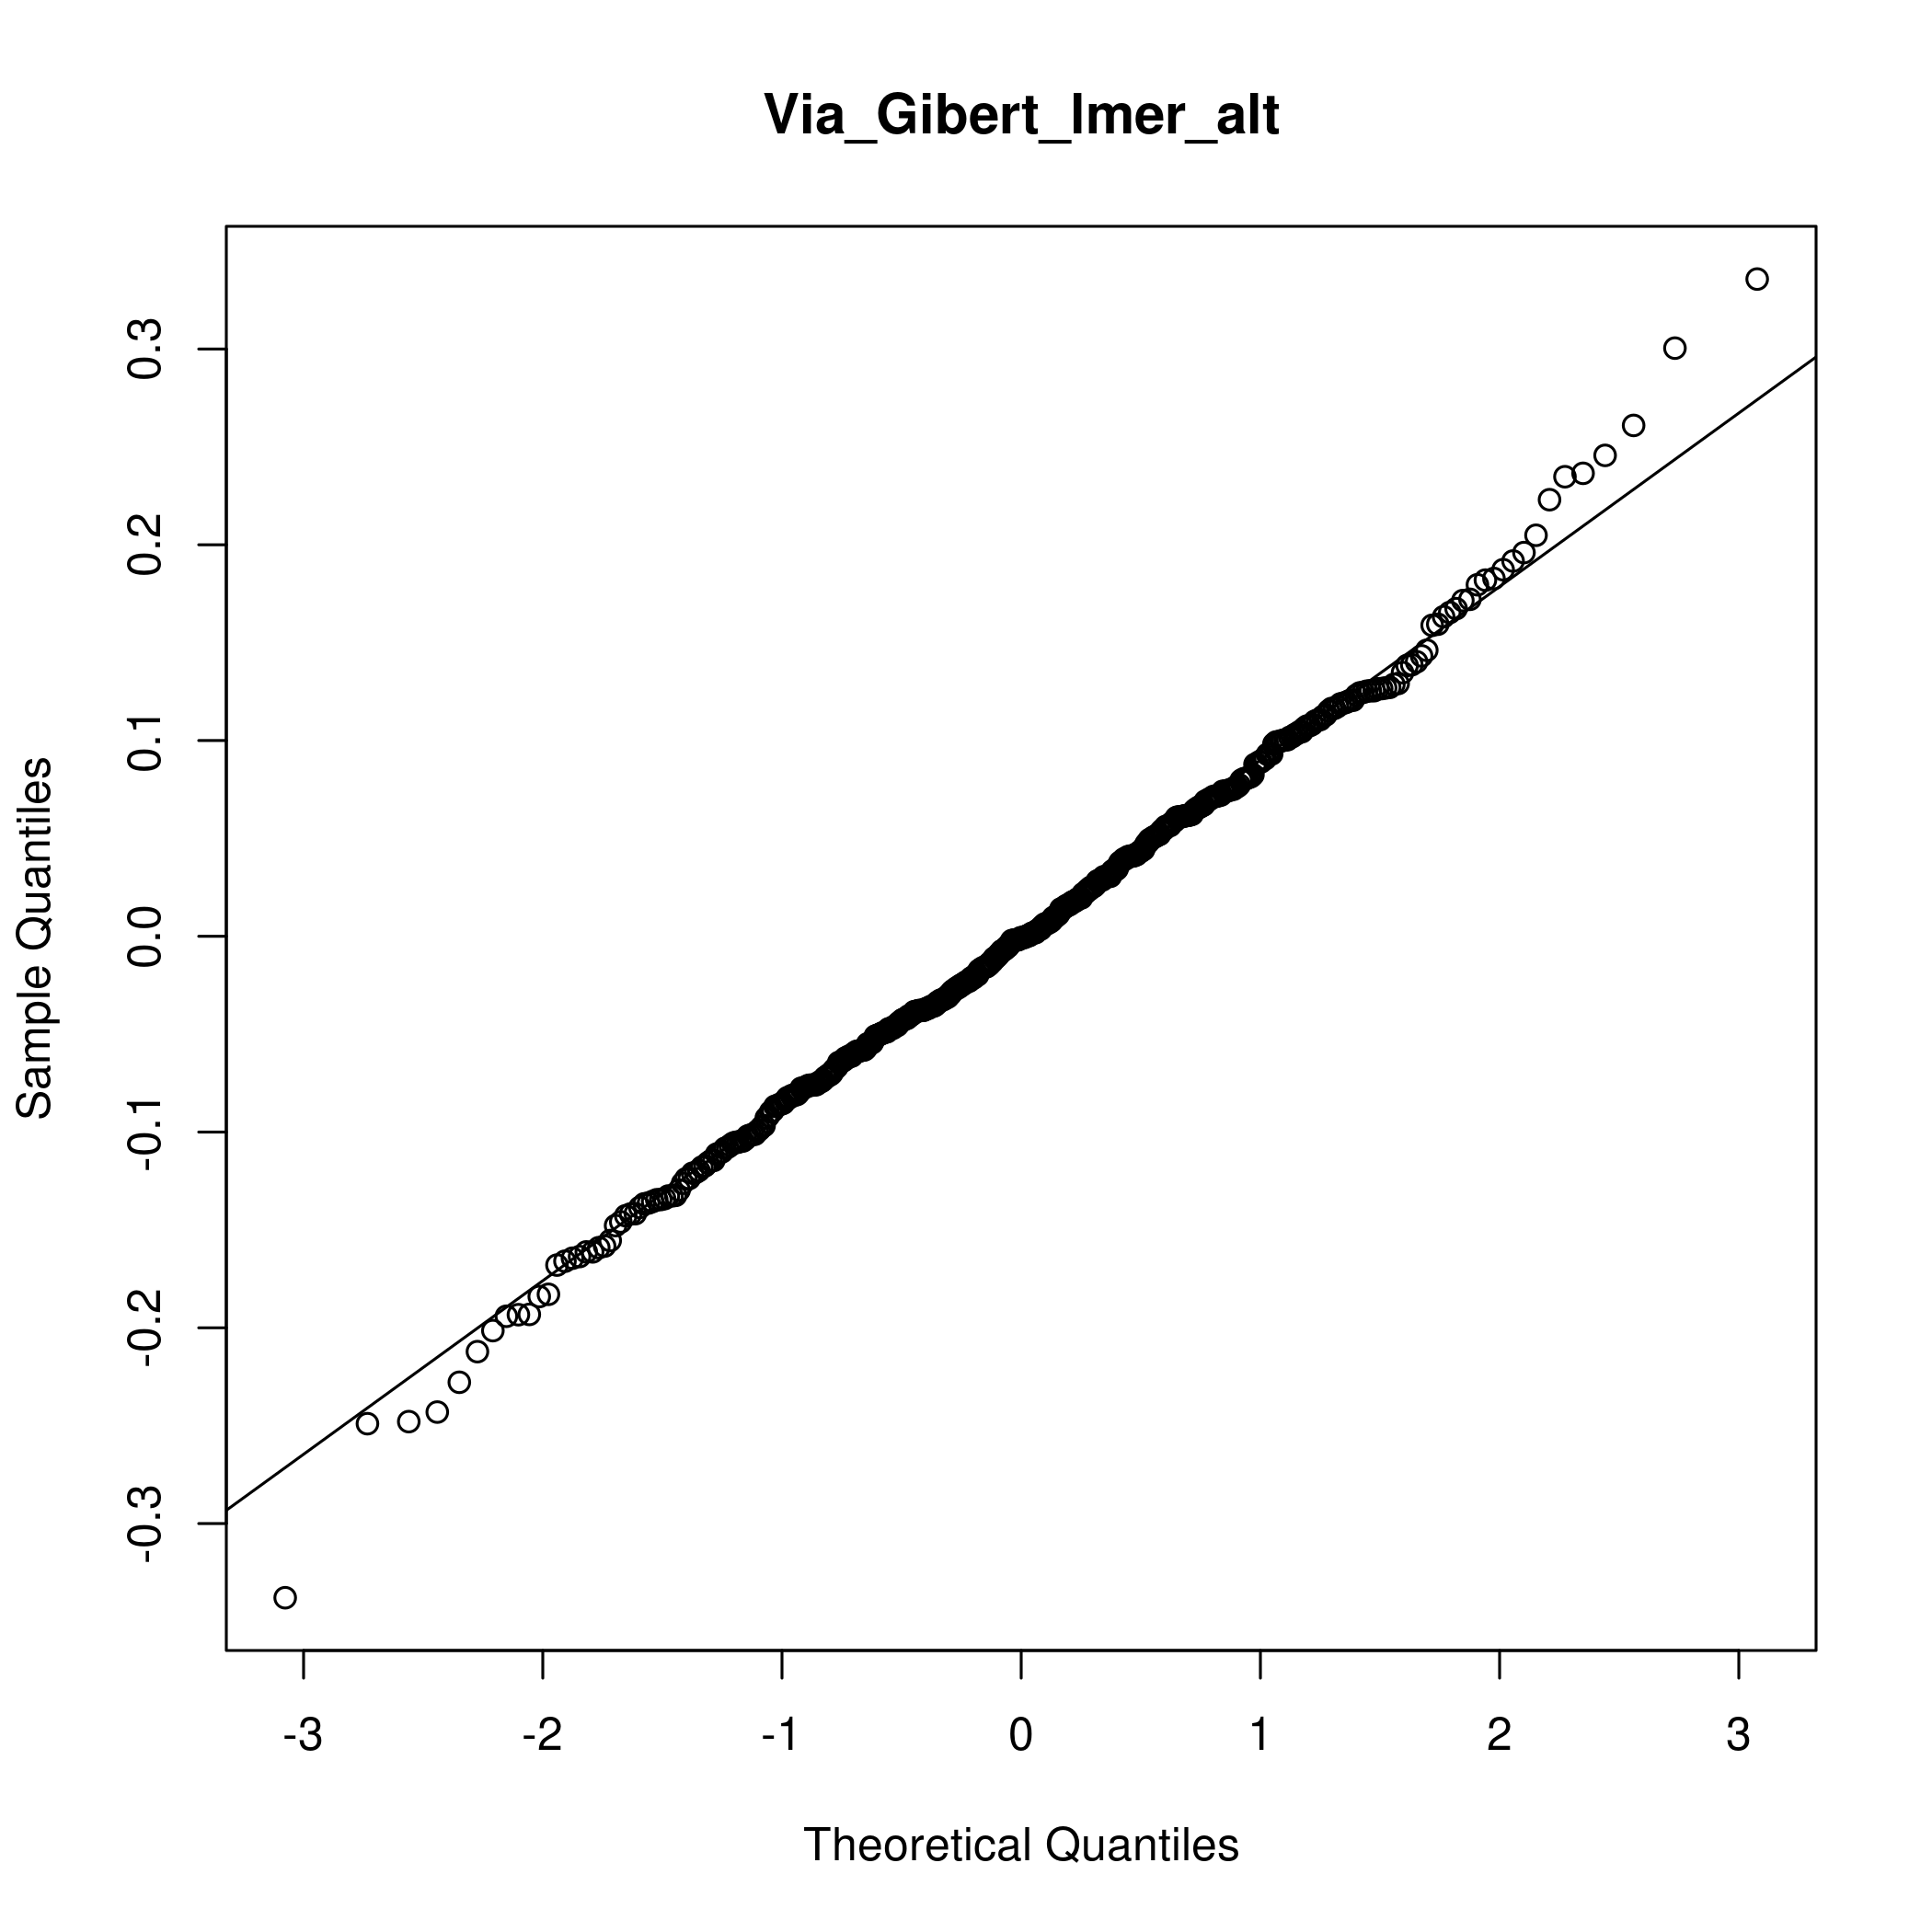 Via_Gibert_lmer_alt
Sample Quantiles
0.3
0.2
0.1
0.0
-0.1
-0.2
-0.3
-3 -2 -1 0 1 2 3
Theoretical Quantiles